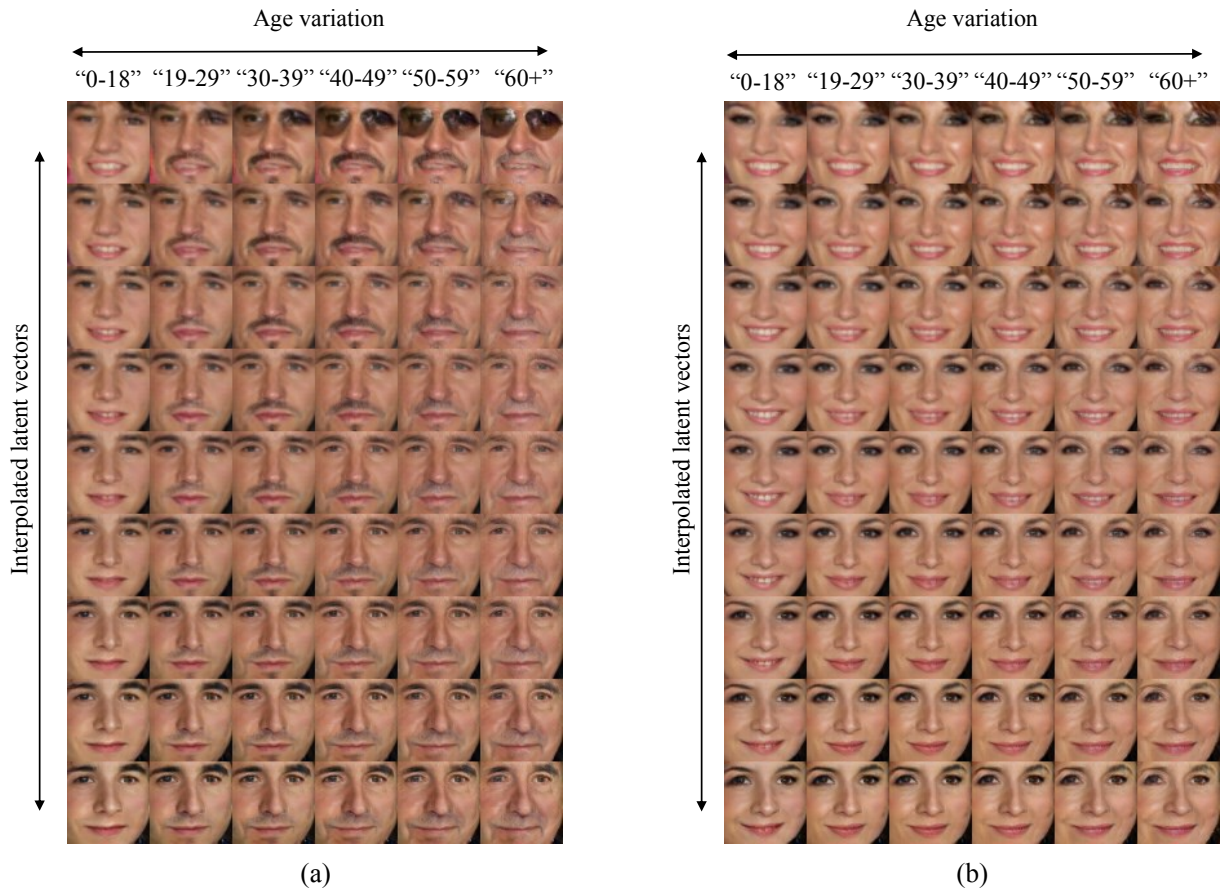 Age variation
“0-18” “19-29” “30-39” “40-49” “50-59” “60+”
Interpolated latent vectors
(a)
Age variation
“0-18” “19-29” “30-39” “40-49” “50-59” “60+”
Interpolated latent vectors
(b)